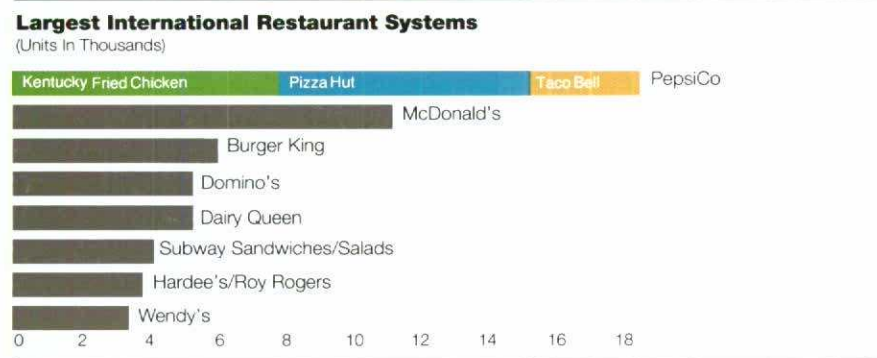 Largest International Restaurant Systems
(Units In Thousands)
Kentucky Fried Chicken Pizza Hut Taco Bell PepsiCo
McDonald's
Burger King
Domino's
Dairy Queen
Subway Sandwiches/Salads
Hardee's/Roy Rogers
Wendy's
0 2 4 6 8 10 12 14 16 18